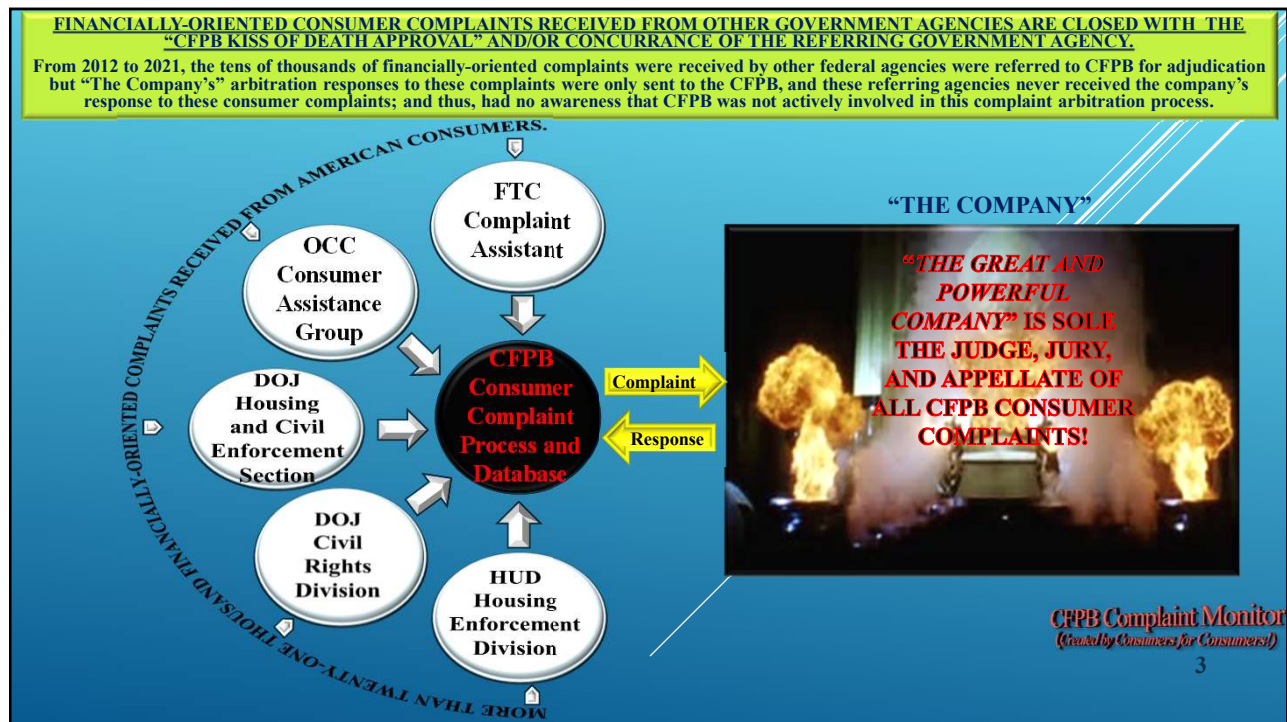 FINANCIALLY-ORIENTED CONSUMER COMPLAINTS RECEIVED FROM OTHER GOVERNMENT AGENCIES ARE CLOSED WITH THE
“CFPB KISS OF DEATH APPROVAL” AND/OR CONCURRANCE OF THE REFERRING GOVERNMENT AGENCY.
From 2012 to 2021, the tens of thousands of financially-oriented complaints were received by other federal agencies were referred to CFPB for adjudication
but “The Company’s” arbitration responses to these complaints were only sent to the CFPB, and these referring agencies never received the company’s
response to these consumer complaints; and thus, had no awareness that CFPB was not actively involved in this complaint arbitration process.
MORE THAN TWENTY-ONE THOUSAND FINANCIALLY-ORIENTED COMPLAINTS RECEIVED FROM AMERICAN CONSUMERS.
FTC
Complaint
Assistant
OCC
Consumer
Assistance
Group
DOJ
Housing
and Civil
Enforcement
Section
DOJ
Civil
Rights
Division
HUD
Housing
Enforcement
Division
CFPB
Consumer
Complaint
Process and
Database
Complaint
Response
“THE COMPANY”
“THE GREAT AND
POWERFUL
COMPANY” IS SOLE
THE JUDGE, JURY,
AND APPELLATE OF
ALL CFPB CONSUMER
COMPLAINTS!
CFPB Complaint Monitor
(Created by Consumers for Consumers!)
3